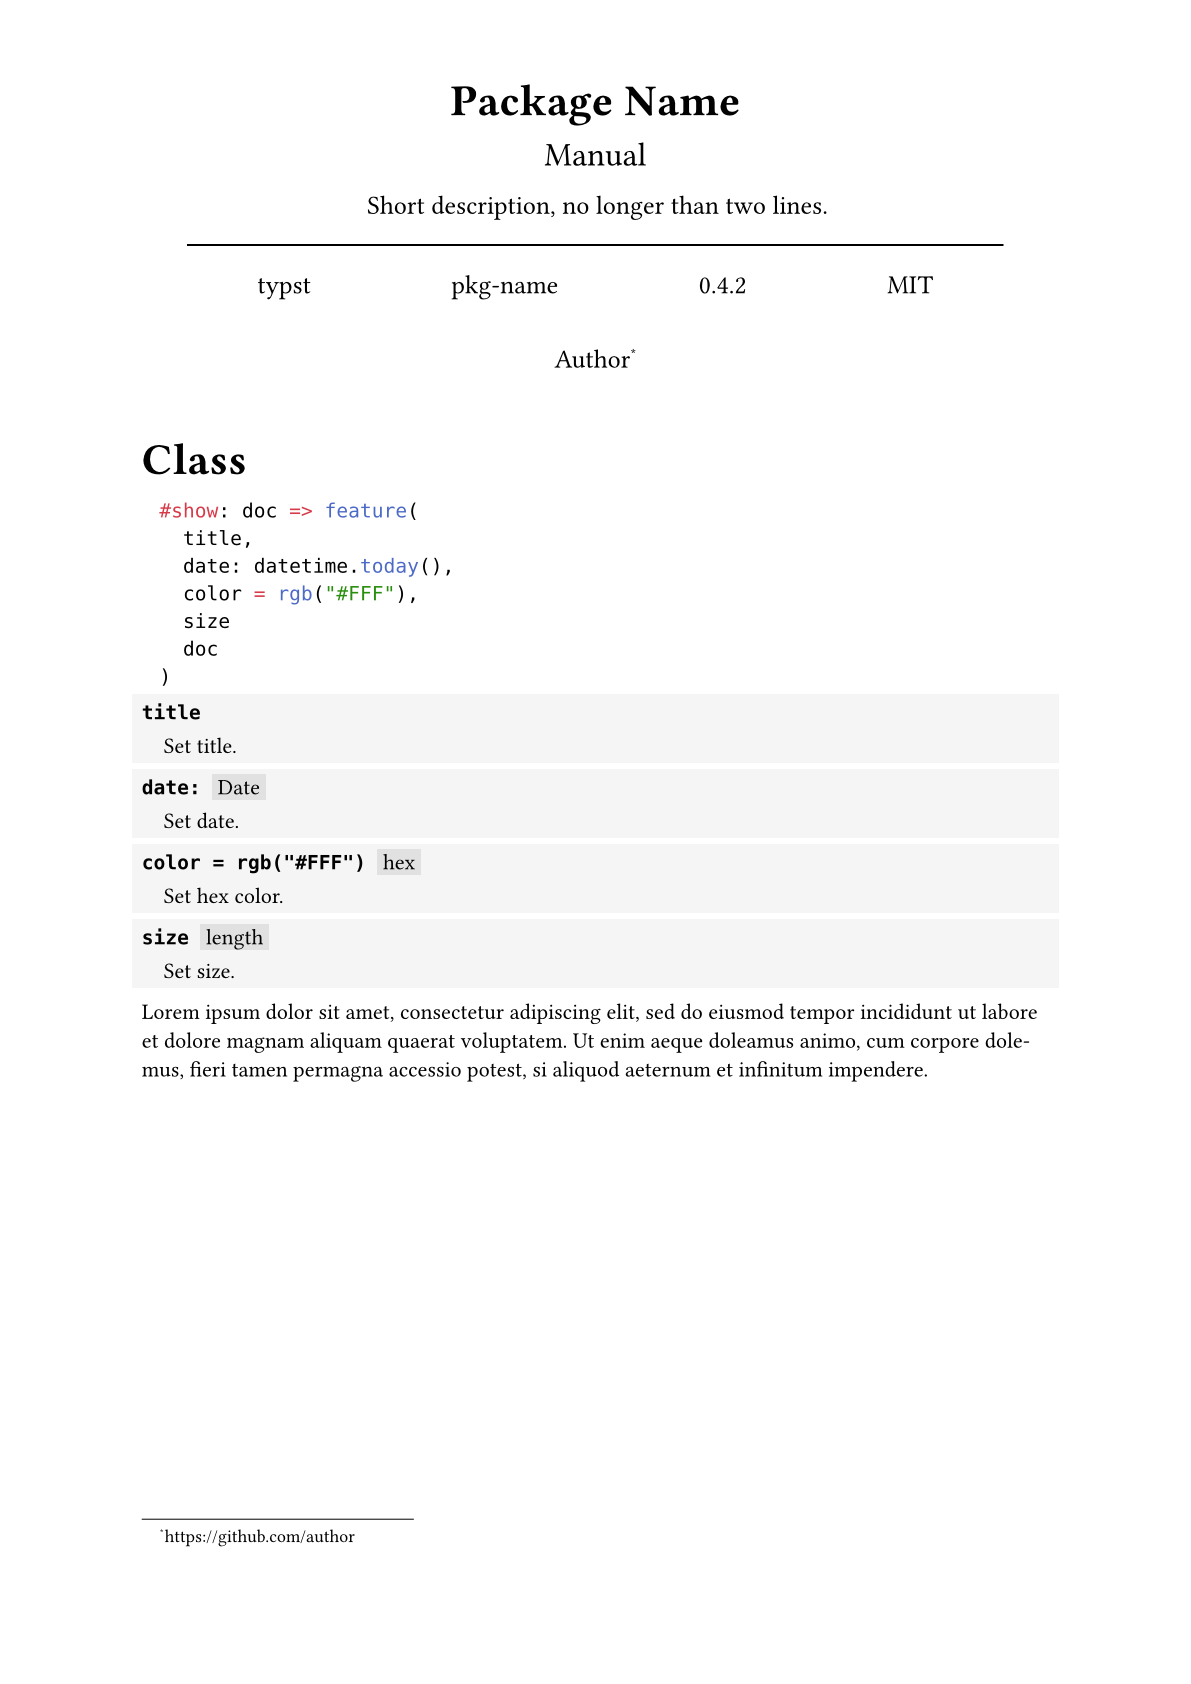 Package Name
Manual
Short description, no longer than two lines.
typst pkg-name 0.4.2 MIT
Author*
Class
#show: doc => feature(
  title,
  date: datetime.today(),
  color = rgb("#FFF"),
  size
  doc
)
title
Set title.
date: Date
Set date.
color = rgb("#FFF") hex
Set hex color.
size length
Set size.
Lorem ipsum dolor sit amet, consectetur adipiscing elit, sed do eiusmod tempor incididunt ut labore
et dolore magnam aliquam quaerat voluptatem. Ut enim aeque doleamus animo, cum corpore dole-
mus, fieri tamen permagna accessio potest, si aliquod aeternum et infinitum impendere.
*https://github.com/author